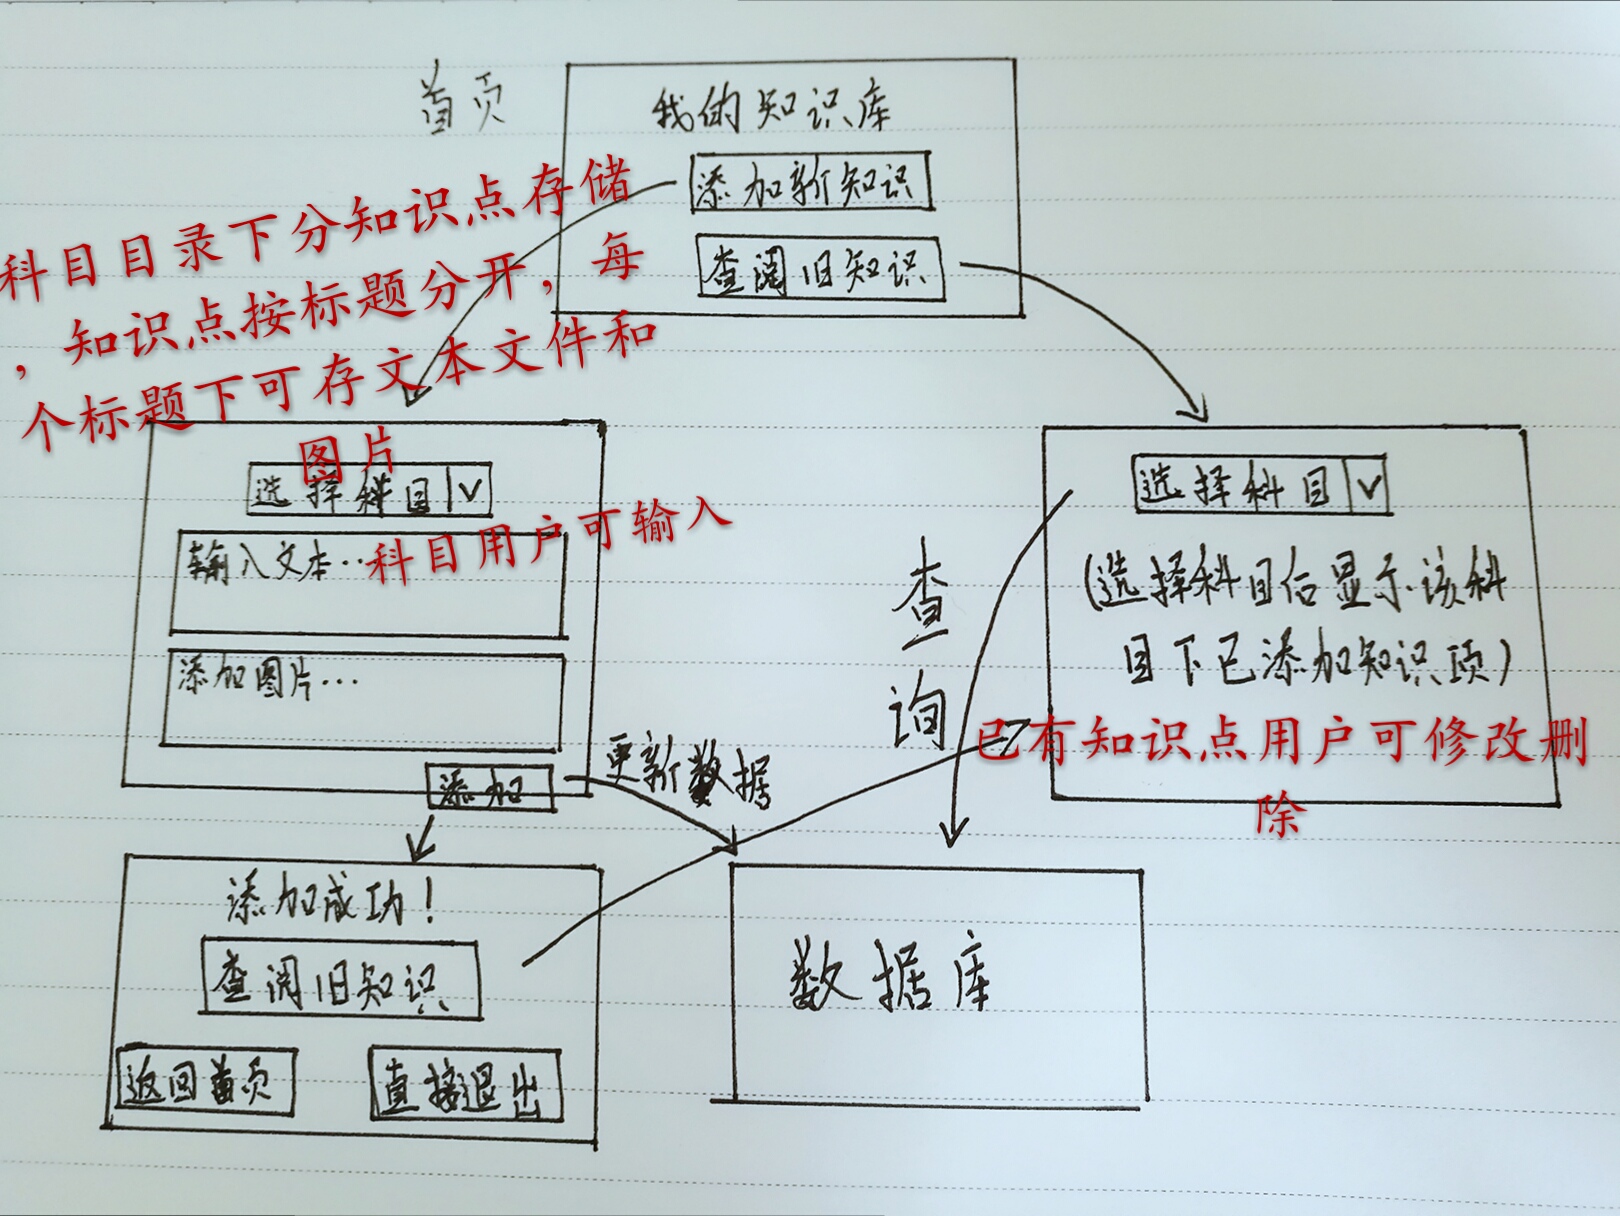 首页
我的知识库
添加新知识
查阅旧知识
科目目录下分知识点存储
，知识点按标题分开，每
个标题下可存文本文件和
图片
选择科目
科目用户可输入
输入文本…
添加图片…
添加
更新数据
查询
选择科目
(选择科目后显示该科
目下已添加知识项)
已有知识点用户可修改删
除
添加成功!
查阅旧知识
返回首页
直接退出
数据库